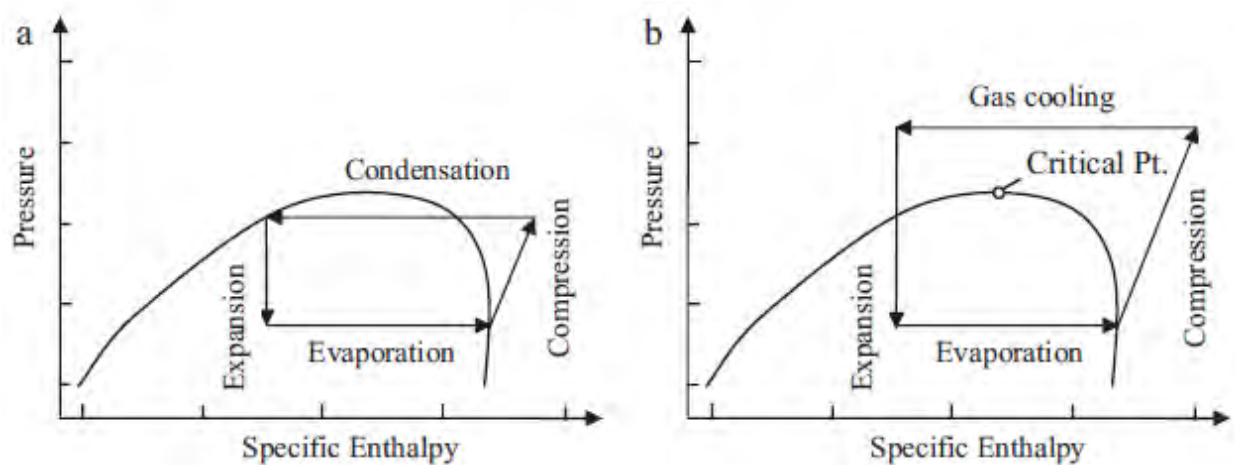 a
Pressure
Condensation
Expansion
Evaporation
Compression
Specific Enthalpy
b
Pressure
Gas cooling
Critical Pt.
Expansion
Evaporation
Compression
Specific Enthalpy